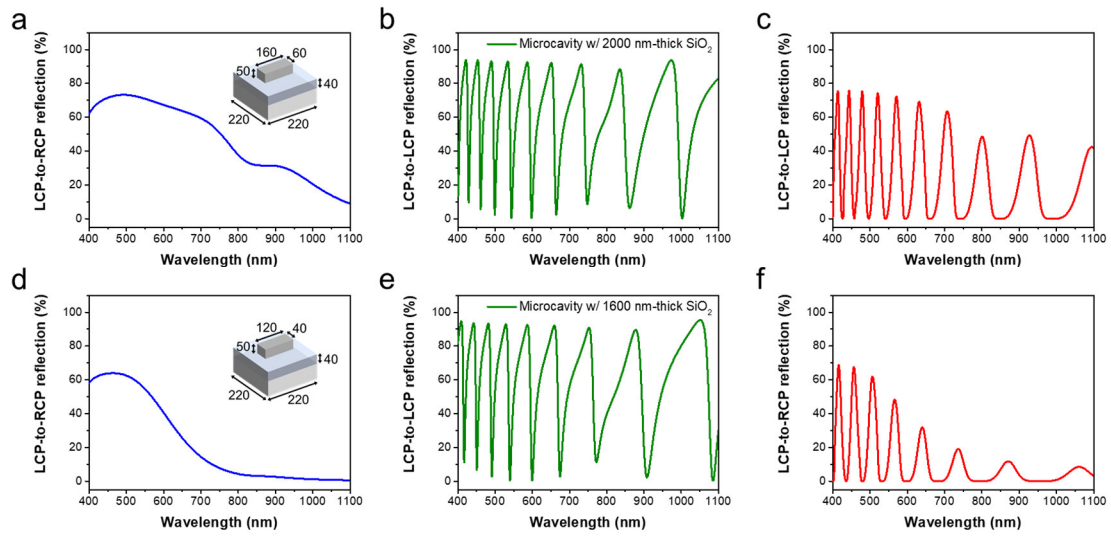 a
LCP-to-RCP reflection (%)
100
80
60
40
20
0
400 500 600 700 800 900 1000 1100
Wavelength (nm)
160
60
50
40
220
220
b
LCP-to-LCP reflection (%)
100
80
60
40
20
0
400 500 600 700 800 900 1000 1100
Wavelength (nm)
Microcavity w/ 2000 nm-thick SiO₂
c
LCP-to-LCP reflection (%)
100
80
60
40
20
0
400 500 600 700 800 900 1000 1100
Wavelength (nm)
d
LCP-to-RCP reflection (%)
100
80
60
40
20
0
400 500 600 700 800 900 1000 1100
Wavelength (nm)
120
40
50
40
220
220
e
LCP-to-LCP reflection (%)
100
80
60
40
20
0
400 500 600 700 800 900 1000 1100
Wavelength (nm)
Microcavity w/ 1600 nm-thick SiO₂
f
LCP-to-RCP reflection (%)
100
80
60
40
20
0
400 500 600 700 800 900 1000 1100
Wavelength (nm)